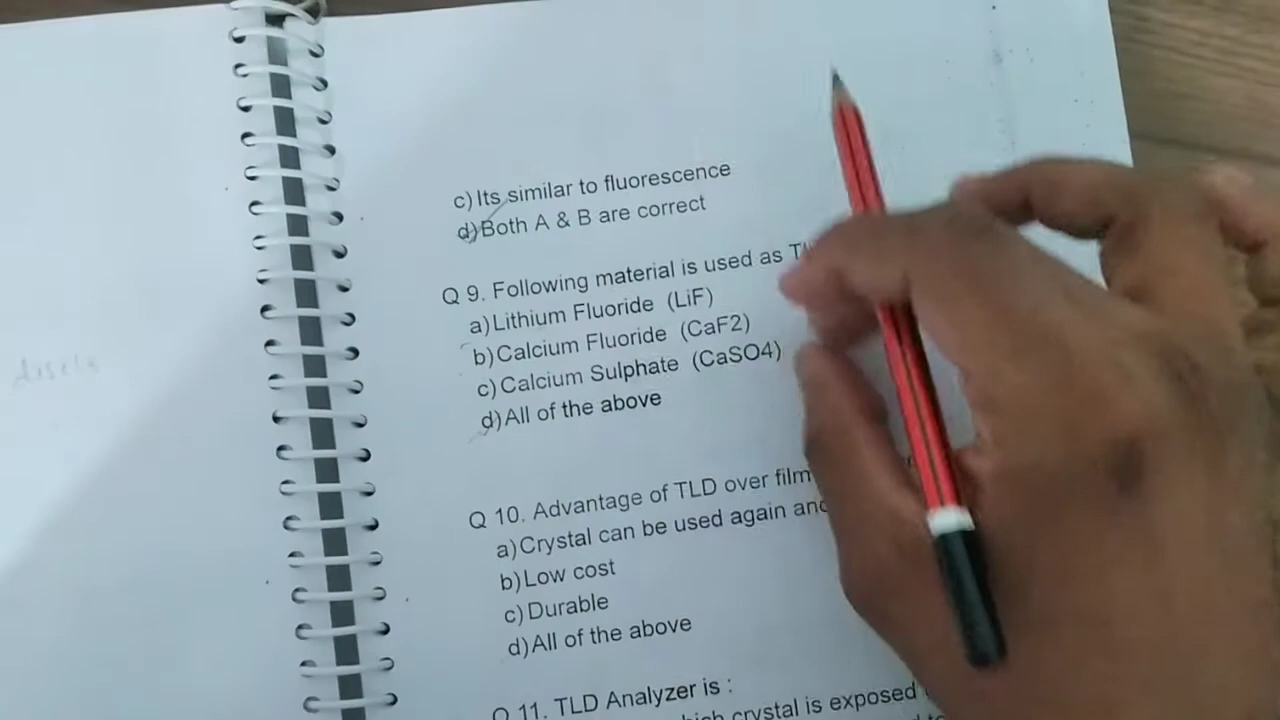 c) Its similar to fluorescence
d) Both A & B are correct
Q 9. Following material is used as
a) Lithium Fluoride (LiF)
b) Calcium Fluoride (CaF2)
c) Calcium Sulphate (CaSO4)
d) All of the above
Q 10. Advantage of TLD over film
a) Crystal can be used again and
b) Low cost
c) Durable
d) All of the above
Q 11. TLD Analyzer is :
crystal is exposed